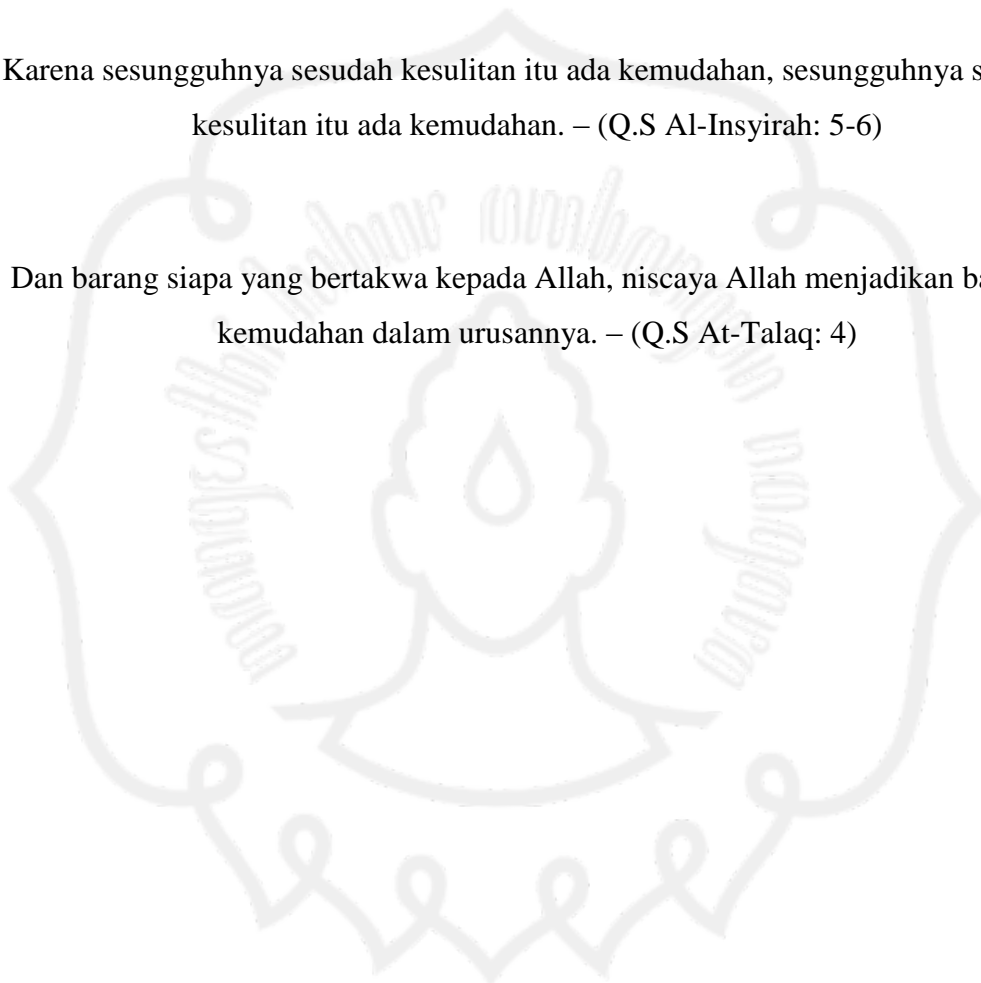 Karena sesungguhnya sesudah kesulitan itu ada kemudahan, sesungguhnya
kesulitan itu ada kemudahan. – (Q.S Al-Insyirah: 5-6)
Dan barang siapa yang bertakwa kepada Allah, niscaya Allah menjadikan
kemudahan dalam urusannya. – (Q.S At-Talaq: 4)